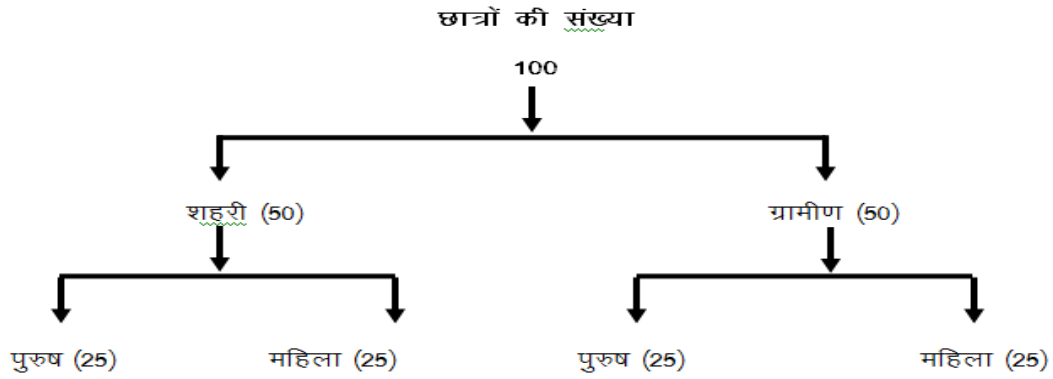 छात्रों की संख्या
100
शहरी (50) ग्रामीण (50)
पुरुष (25) महिला (25) पुरुष (25) महिला (25)